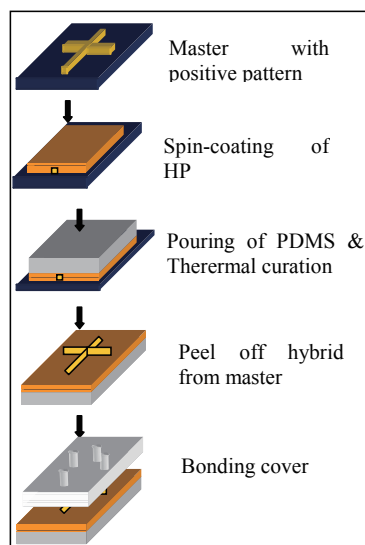 Master with
positive pattern
Spin-coating of
HP
Pouring of PDMS &
Therermal curation
Peel off hybrid
from master
Bonding cover